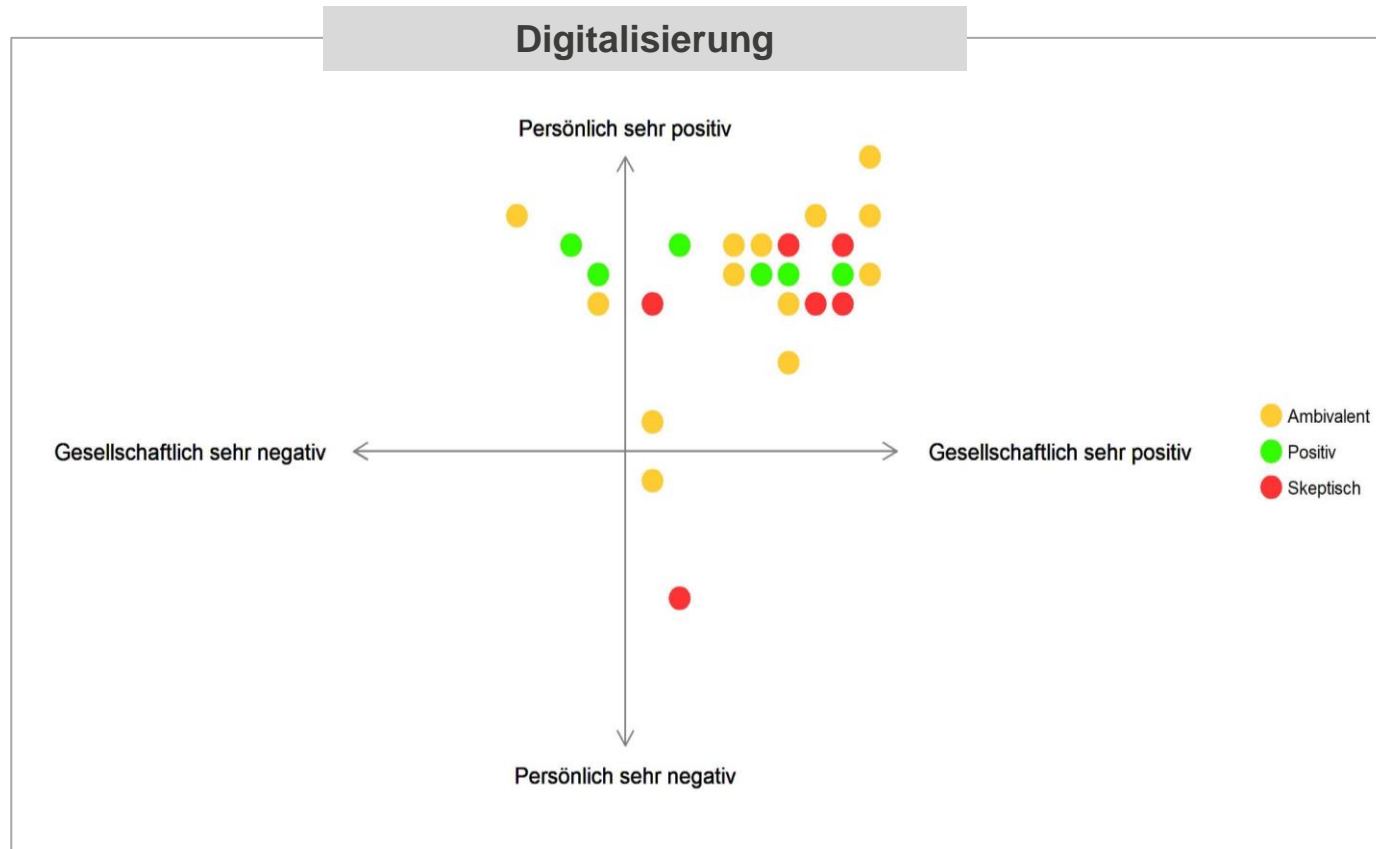 Digitalisierung
Persönlich sehr positiv
Gesellschaftlich sehr negativ
Gesellschaftlich sehr positiv
Ambivalent
Positiv
Skeptisch
Persönlich sehr negativ